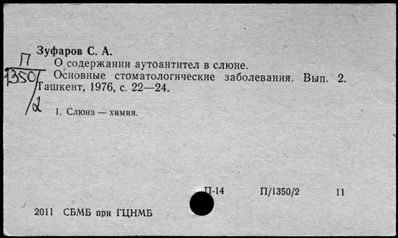 Зуфаров С. А.
О содержании аутоантител в слюне.
П
1350/2
Основные стоматологические заболевания. Вып. 2.
Ташкент, 1976, с. 22—24.
1. Слюна — химия.
П-14 П/1350/2 11
2011 СБМБ при ГЦНМБ